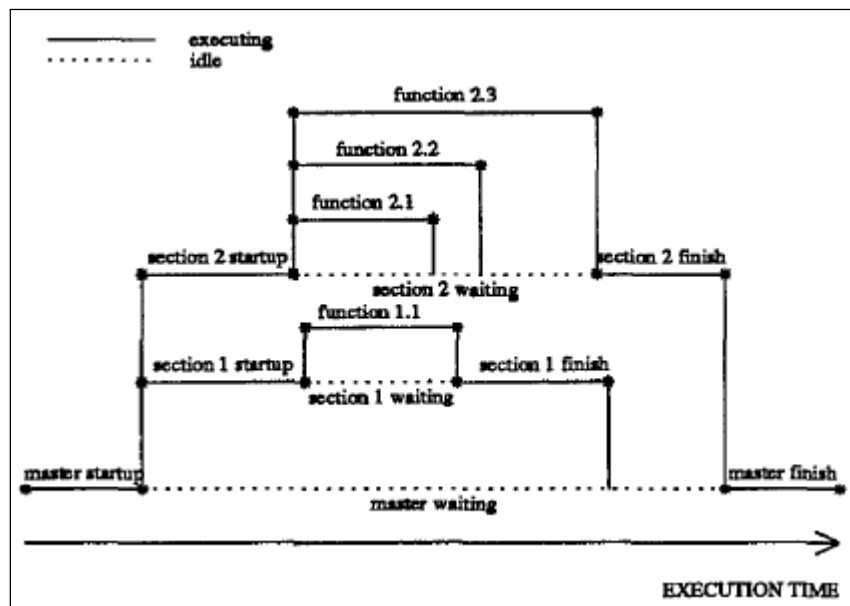 executing
idle
function 2.3
function 2.2
function 2.1
section 2 startup
section 2 finish
section 2 waiting
function 1.1
section 1 startup
section 1 finish
section 1 waiting
master startup
master finish
master waiting
EXECUTION TIME